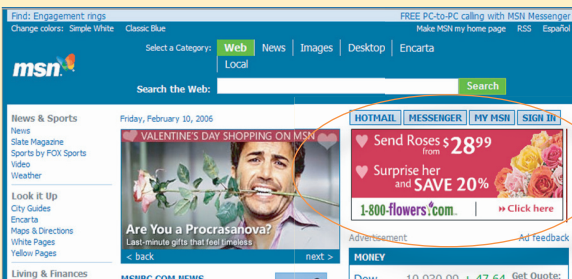 Find: Engagement rings
FREE PC-to-PC calling with MSN Messenger
Change colors: Simple White Classic Blue
Make MSN my home page RSS Español
msn
Select a Category: Web News Images Desktop Encarta
Local
Search the Web: Search
News & Sports
News
Slate Magazine
Sports by FOX Sports
Video
Weather
Look it Up
City Guides
Encarta
Maps & Directions
White Pages
Yellow Pages
Living & Finances
Friday, February 10, 2006
VALENTINE'S DAY SHOPPING ON MSN
Are You a Procrasanova?
Last-minute gifts that feel timeless
< back next >
MSNBC.COM NEWS
HOTMAIL MESSENGER MY MSN SIGN IN
Send Roses from $2899
Surprise her
and SAVE 20%
1-800-flowers.com
Click here
Advertisement Ad feedback
MONEY
Dow + 47.64 Get Quote: